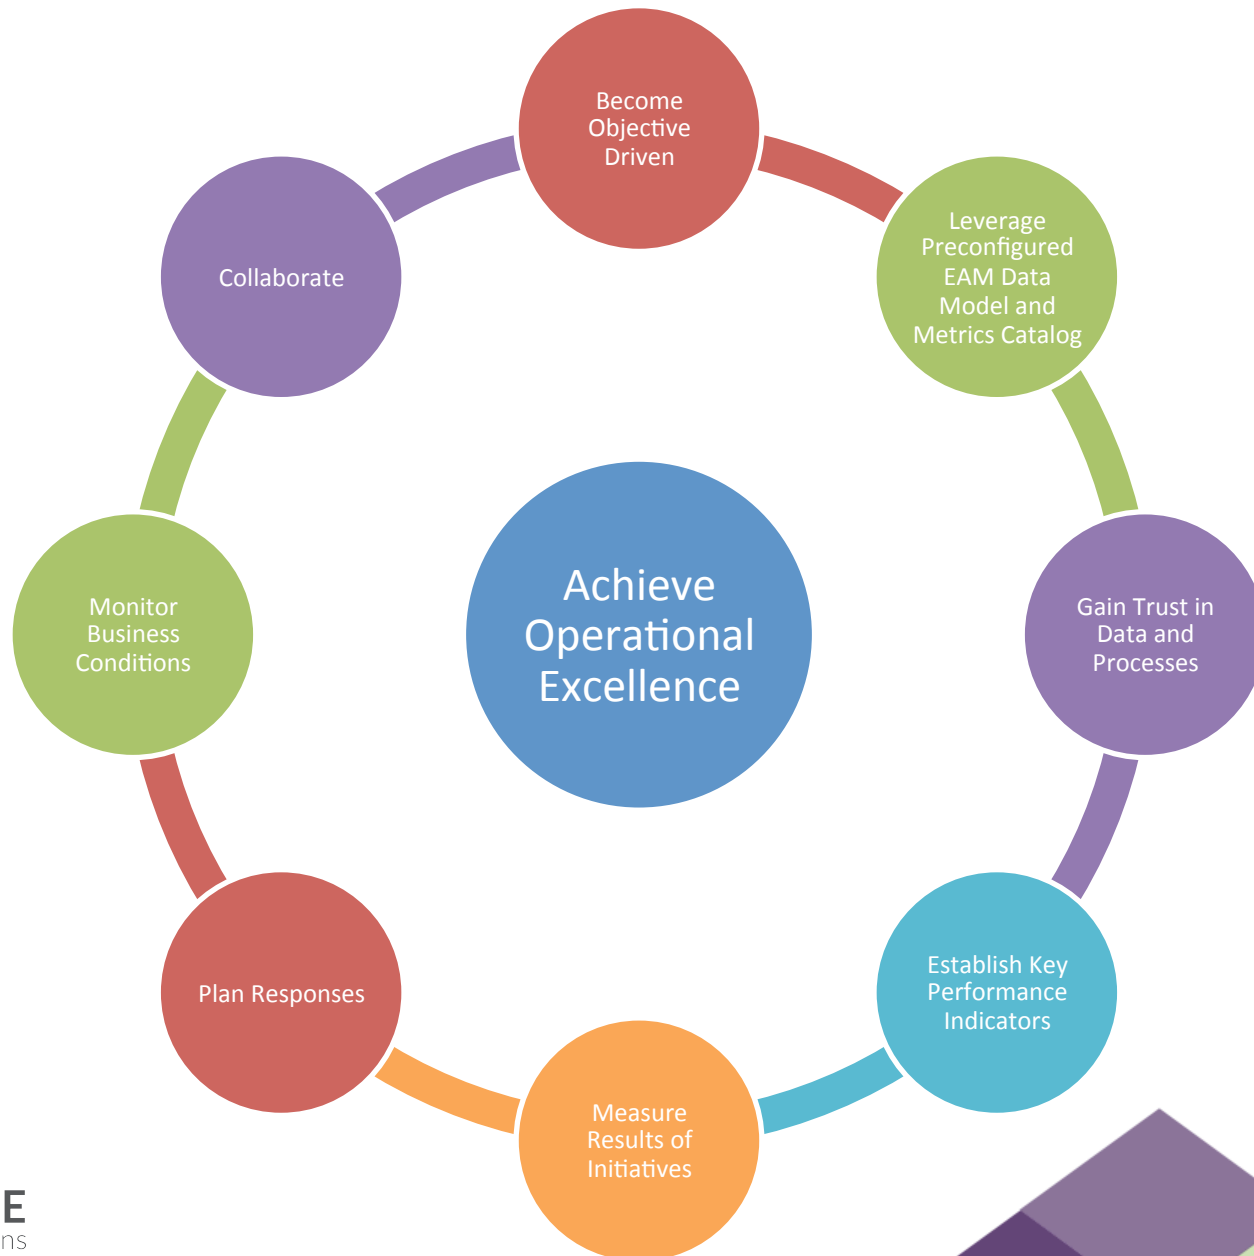 Become
Objective
Driven
Leverage
Preconfigured
EAM Data
Model and
Metrics Catalog
Gain Trust in
Data and
Processes
Establish Key
Performance
Indicators
Measure
Results of
Initiatives
Plan Responses
Monitor
Business
Conditions
Collaborate
Achieve
Operational
Excellence
E
ns